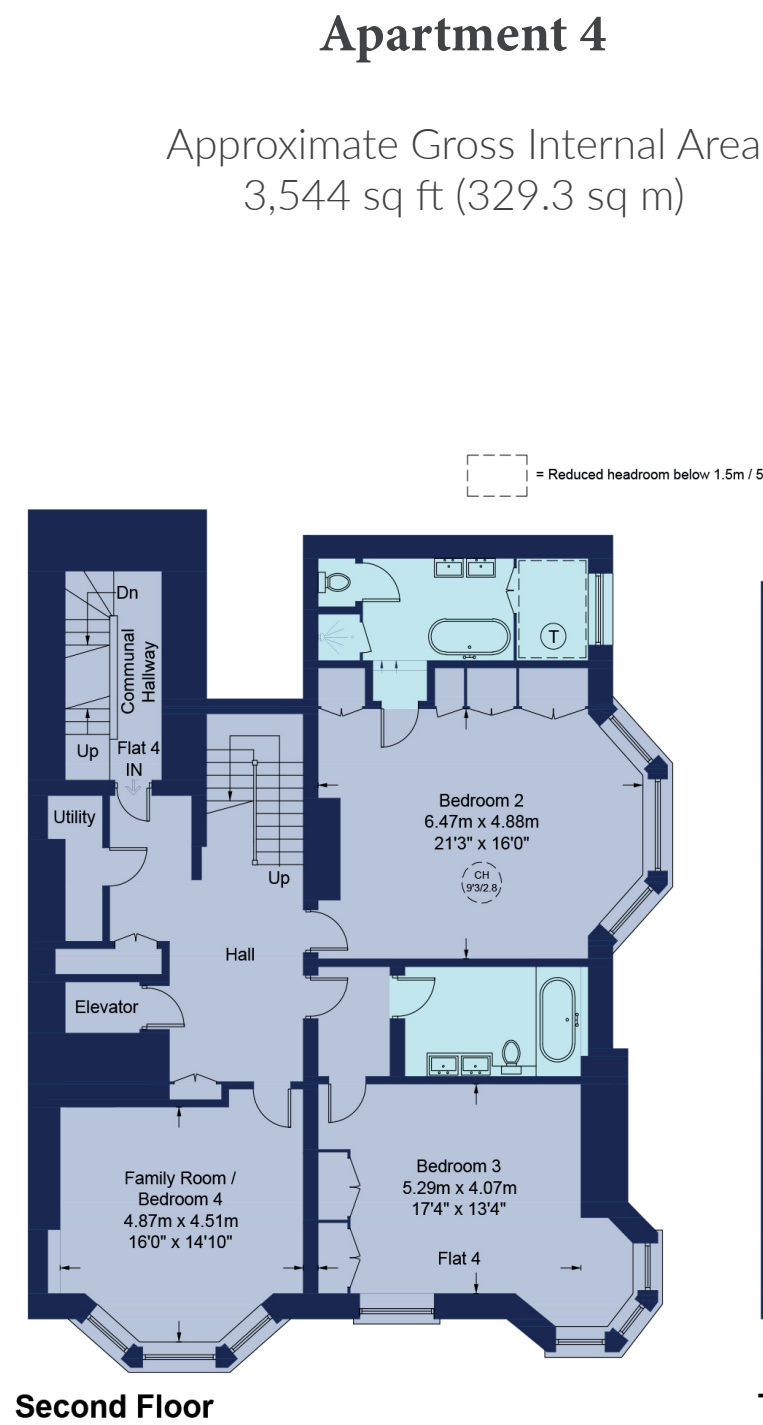 Apartment 4
Approximate Gross Internal Area
3,544 sq ft (329.3 sq m)
= Reduced headroom below 1.5m / 5
Dn
Communal
Hallway
Up
Flat 4
IN
T
Utility
Up
Bedroom 2
6.47m x 4.88m
21'3" x 16'0"
CH
9'3/2.8
Hall
Elevator
Family Room /
Bedroom 4
4.87m x 4.51m
16'0" x 14'10"
Bedroom 3
5.29m x 4.07m
17'4" x 13'4"
Flat 4
Second Floor